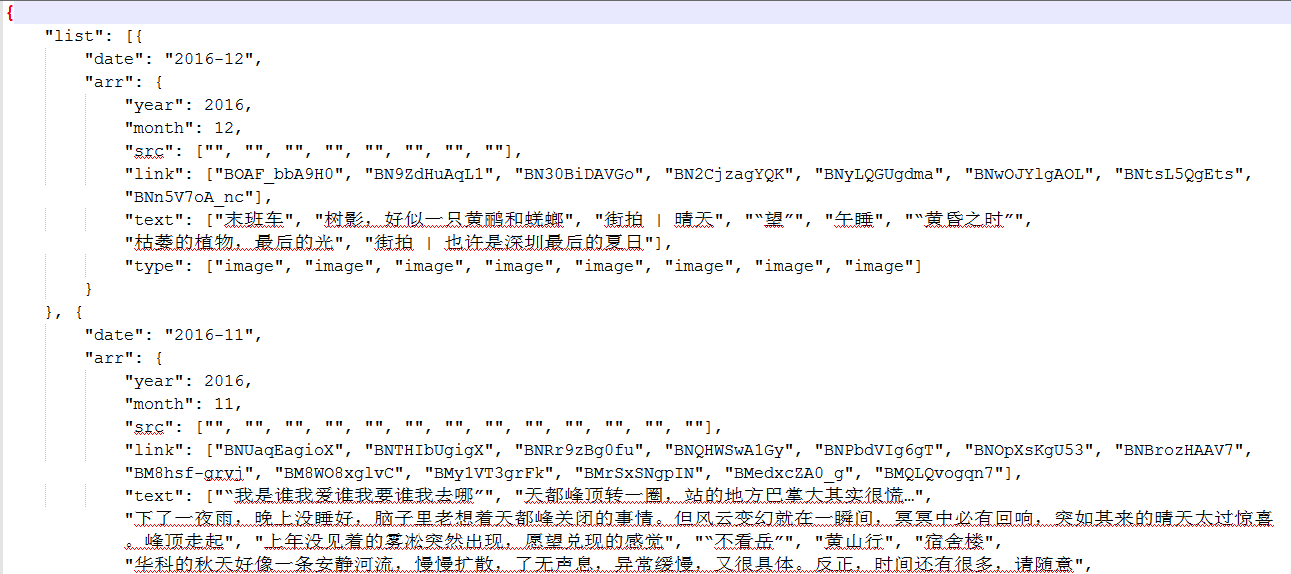 {
"list": [{
"date": "2016-12",
"arr": {
"year": 2016,
"month": 12,
"src": ["", "", "", "", "", "", "", ""],
"link": ["BOAF_bbA9H0", "BN9ZdHuAqL1", "BN30BiDAVGo", "BN2CjzagYQK", "BNyLQGUgdma", "BNwOJYlgAOL", "BNtsL5QgEts",
"BNn5V7oA_nc"],
"text": ["末班车", "树影，好似一只黄鹂和螳螂", "街拍 | 晴天", "“望”", "午睡", "“黄昏之时”",
"枯萎的植物，最后的光", "街拍 | 也许是深圳最后的夏日"],
"type": ["image", "image", "image", "image", "image", "image", "image", "image"]
}
}, {
"date": "2016-11",
"arr": {
"year": 2016,
"month": 11,
"src": ["", "", "", "", "", "", "", "", "", "", "", "", ""],
"link": ["BNUaqEagioX", "BNTHIbUgigX", "BNRr9zBg0fu", "BNQHWSwA1Gy", "BNPbdVIg6gT", "BNOpXsKgU53", "BNBrozHAAV7",
"BM8hsf-gryj", "BM8WO8xglvC", "BMy1VT3grFk", "BMrSxSNgpIN", "BMedxcZA0_g", "BMQLQvogqn7"],
"text": ["“我是谁我爱谁我要谁我去哪”", "天都峰顶转一圈，站的地方巴掌大其实很慌…",
"下了一夜雨，晚上没睡好，脑子里老想着天都峰关闭的事情。但风云变幻就在一瞬间，冥冥中必有回响，突如其来的晴天太过惊喜
。峰顶走起", "上年没见着的雾凇突然出现，愿望兑现的感觉", "“不看岳”", "黄山行", "宿舍楼",
"华科的秋天好像一条安静河流，慢慢扩散，了无声息，异常缓慢，又很具体。反正，时间还有很多，请随意",